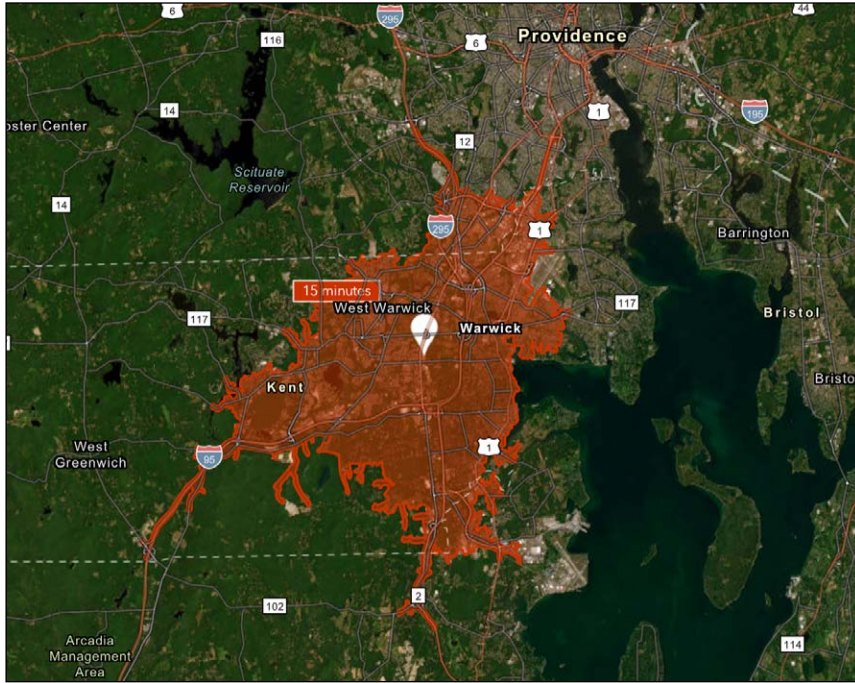 6
44
116
295
Providence
6
14
195
1
oster Center
12
Scituate
Reservoir
14
295
1
Barrington
15 minutes
117
West Warwick
Bristol
117
Warwick
Kent
Bristo
West
Greenwich
1
95
2
102
Arcadia
Management
Area
114